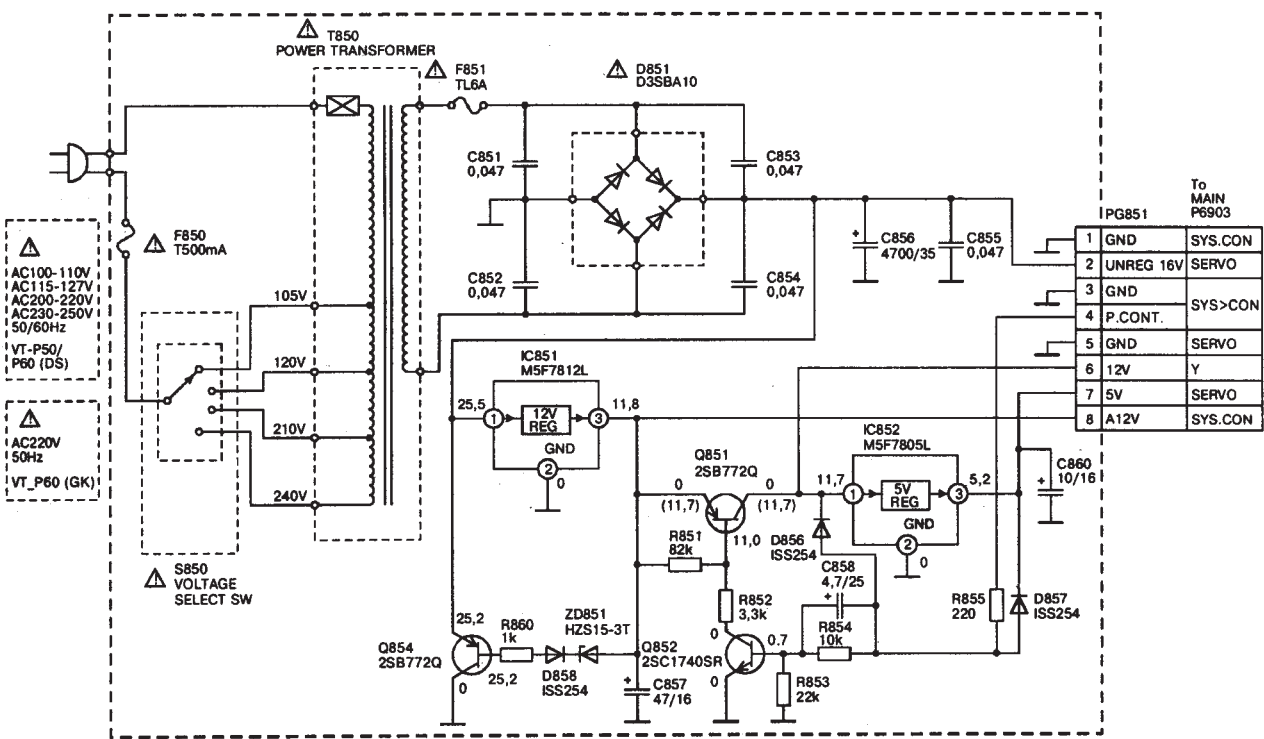 T850
POWER TRANSFORMER
F851
TL6A
D851
D3SBA10
C851
0,047
C853
0,047
C852
0,047
C854
0,047
C856
4700/35
C855
0,047
F850
T500mA
AC100-110V
AC115-127V
AC200-220V
AC230-250V
50/60Hz
VT-P50/
P60 (DS)
AC220V
50Hz
VT_P60 (GK)
105V
120V
210V
240V
S850
VOLTAGE
SELECT SW
To
MAIN
PG851 P6903
1 GND SYS.CON
2 UNREG 16V SERVO
3 GND
SYS>CON
4 P.CONT.
5 GND SERVO
6 12V Y
7 5V SERVO
8 A12V SYS.CON
IC851
M5F7812L
25,5 1 12V REG 3 11,8
GND
2 0
Q851
2SB772Q
0 0
(11,7) (11,7)
11,0
IC852
M5F7805L
11,7 1 5V REG 3 5,2
GND
2 0
C860
10/16
R851
82k
D856
ISS254
C858
4,7/25
R852
3,3k
R854
10k
R855
220
D857
ISS254
25,2
Q854
2SB772Q
0
25,2
R860
1k
ZD851
HZS15-3T
D858
ISS254
Q852
2SC1740SR
0
0.7
0
C857
47/16
R853
22k
+
+
+
+